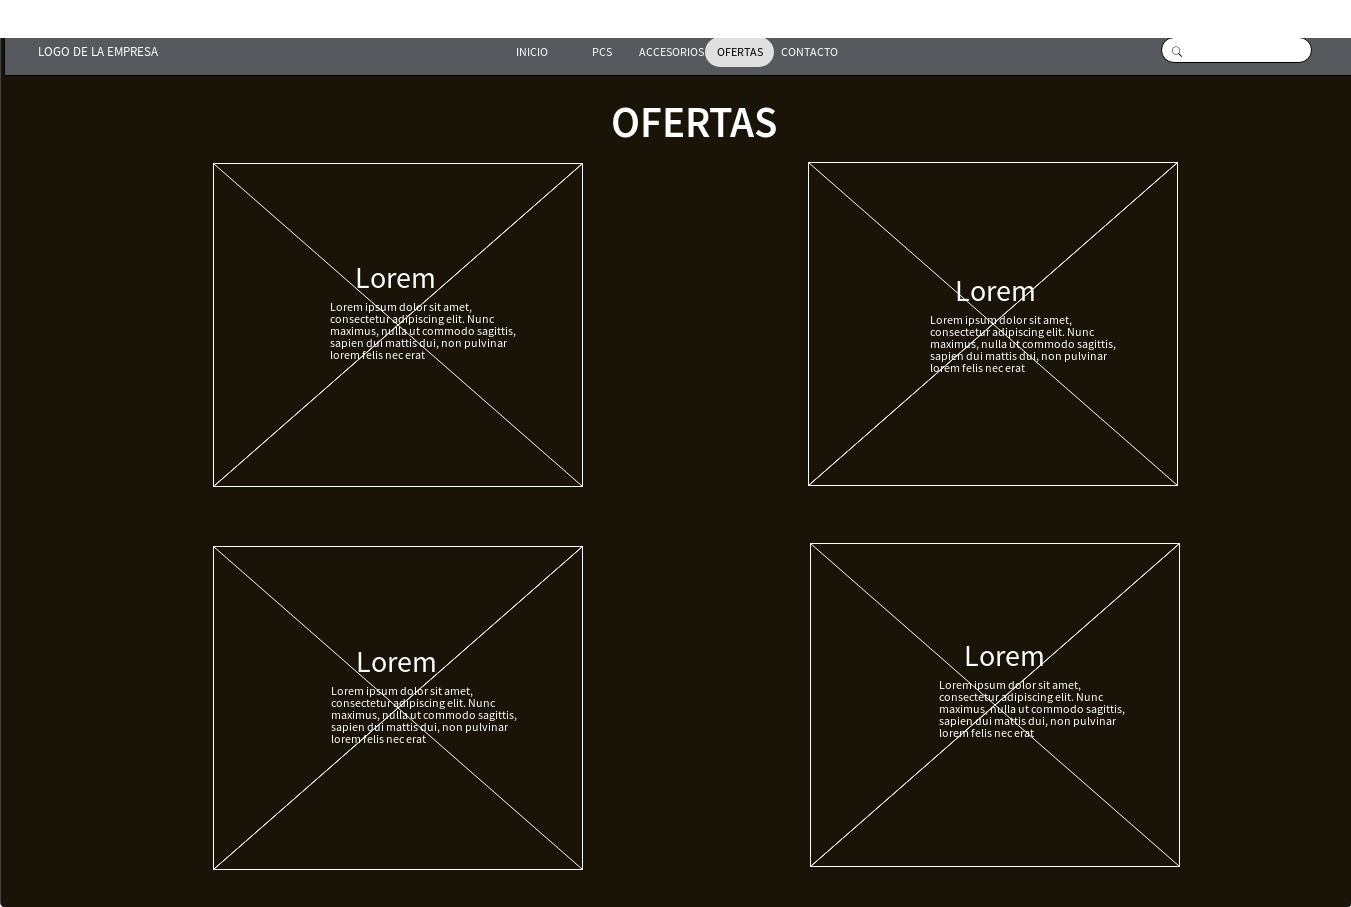 LOGO DE LA EMPRESA
INICIO
PCS
ACCESORIOS
OFERTAS
CONTACTO
OFERTAS
Lorem
Lorem ipsum dolor sit amet,
consectetur adipiscing elit. Nunc
maximus, nulla ut commodo sagittis,
sapien dui mattis dui, non pulvinar
lorem felis nec erat
Lorem
Lorem ipsum dolor sit amet,
consectetur adipiscing elit. Nunc
maximus, nulla ut commodo sagittis,
sapien dui mattis dui, non pulvinar
lorem felis nec erat
Lorem
Lorem ipsum dolor sit amet,
consectetur adipiscing elit. Nunc
maximus, nulla ut commodo sagittis,
sapien dui mattis dui, non pulvinar
lorem felis nec erat
Lorem
Lorem ipsum dolor sit amet,
consectetur adipiscing elit. Nunc
maximus, nulla ut commodo sagittis,
sapien dui mattis dui, non pulvinar
lorem felis nec erat